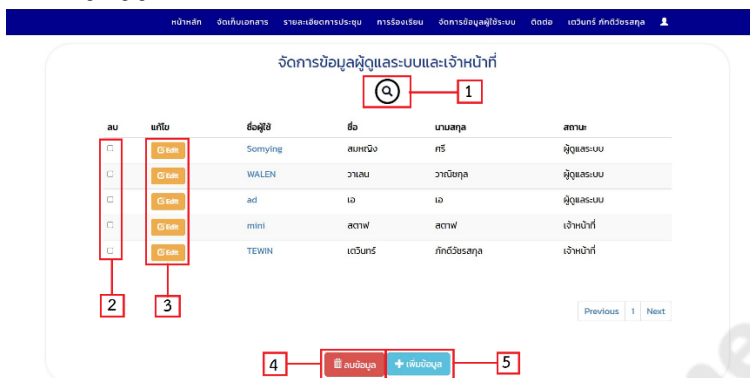 หน้าหลัก จัดเก็บเอกสาร รายละเอียดการประชุม การร้องเรียน จัดการข้อมูลผู้ใช้ระบบ ติดต่อ เตวินทร์ ภักดีวัชรสกุล
จัดการข้อมูลผู้ดูแลระบบและเจ้าหน้าที่
1
ลบ แก้ไข ชื่อผู้ใช้ ชื่อ นามสกุล สถานะ
Edit Somying สมหญิง ศรี ผู้ดูแลระบบ
Edit WALEN วาเลน วาณิชกุล ผู้ดูแลระบบ
Edit ad เอ เอ ผู้ดูแลระบบ
Edit mini สตาฟ สตาฟ เจ้าหน้าที่
Edit TEWIN เตวินทร์ ภักดีวัชรสกุล เจ้าหน้าที่
2 3
Previous 1 Next
4 ลบข้อมูล เพิ่มข้อมูล 5